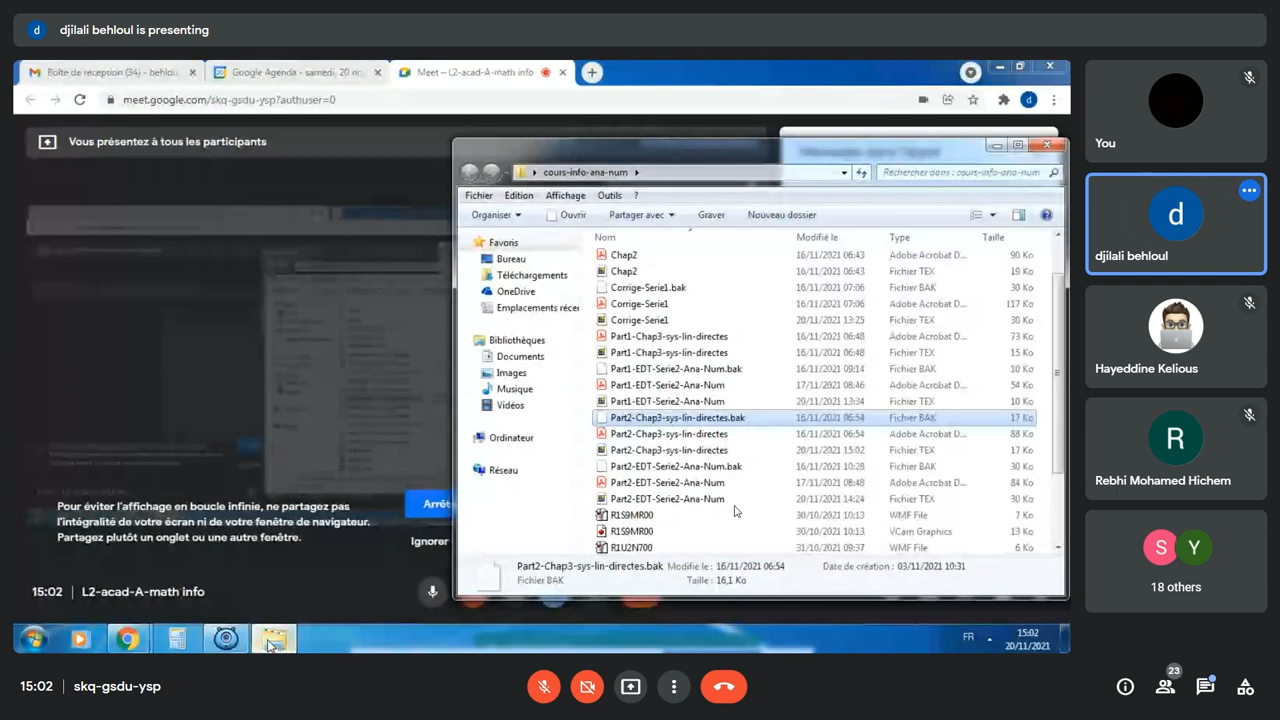 d djilali behloul is presenting
Boîte de réception (34) - behlou
Google Agenda - samedi, 20 no
Meet – L2-acad-A-math info
meet.google.com/skq-gsdu-ysp?authuser=0
d
Vous présentez à tous les participants
cours-info-ana-num
Rechercher dans : cours-info-ana-num
Fichier Edition Affichage Outils ?
Organiser Ouvrir Partager avec Graver Nouveau dossier
Nom Modifié le Type Taille
Chap2 16/11/2021 06:43 Adobe Acrobat D... 90 Ko
Chap2 16/11/2021 06:43 Fichier TEX 19 Ko
Corrige-Serie1.bak 16/11/2021 07:06 Fichier BAK 30 Ko
Corrige-Serie1 16/11/2021 07:06 Adobe Acrobat D... 117 Ko
Corrige-Serie1 20/11/2021 13:25 Fichier TEX 30 Ko
Part1-Chap3-sys-lin-directes 16/11/2021 06:48 Adobe Acrobat D... 73 Ko
Part1-Chap3-sys-lin-directes 16/11/2021 06:48 Fichier TEX 15 Ko
Part1-EDT-Serie2-Ana-Num.bak 16/11/2021 09:14 Fichier BAK 10 Ko
Part1-EDT-Serie2-Ana-Num 17/11/2021 08:46 Adobe Acrobat D... 54 Ko
Part1-EDT-Serie2-Ana-Num 20/11/2021 13:34 Fichier TEX 10 Ko
Part2-Chap3-sys-lin-directes.bak 16/11/2021 06:54 Fichier BAK 17 Ko
Part2-Chap3-sys-lin-directes 16/11/2021 06:54 Adobe Acrobat D... 88 Ko
Part2-Chap3-sys-lin-directes 20/11/2021 15:02 Fichier TEX 17 Ko
Part2-EDT-Serie2-Ana-Num.bak 16/11/2021 10:28 Fichier BAK 30 Ko
Part2-EDT-Serie2-Ana-Num 17/11/2021 08:48 Adobe Acrobat D... 84 Ko
Part2-EDT-Serie2-Ana-Num 20/11/2021 14:24 Fichier TEX 30 Ko
R1S9MR00 30/10/2021 10:13 WMF File 7 Ko
R1S9MR00 30/10/2021 10:13 VCam Graphics 13 Ko
R1U2N700 31/10/2021 09:37 WMF File 6 Ko
Favoris
Bureau
Téléchargements
OneDrive
Emplacements récer
Bibliothèques
Documents
Images
Musique
Vidéos
Ordinateur
Réseau
Part2-Chap3-sys-lin-directes.bak Modifié le : 16/11/2021 06:54 Date de création : 03/11/2021 10:31
Fichier BAK Taille : 16,1 Ko
Pour éviter l'affichage en boucle infinie, ne partagez pas
l'intégralité de votre écran ni de votre fenêtre de navigateur.
Partagez plutôt un onglet ou une autre fenêtre.
Arrêt
Ignorer
15:02 L2-acad-A-math info
FR 15:02
20/11/2021
You
d
djilali behloul
Hayeddine Kelious
R
Rebhi Mohamed Hichem
S Y
18 others
15:02 | skq-gsdu-ysp
23